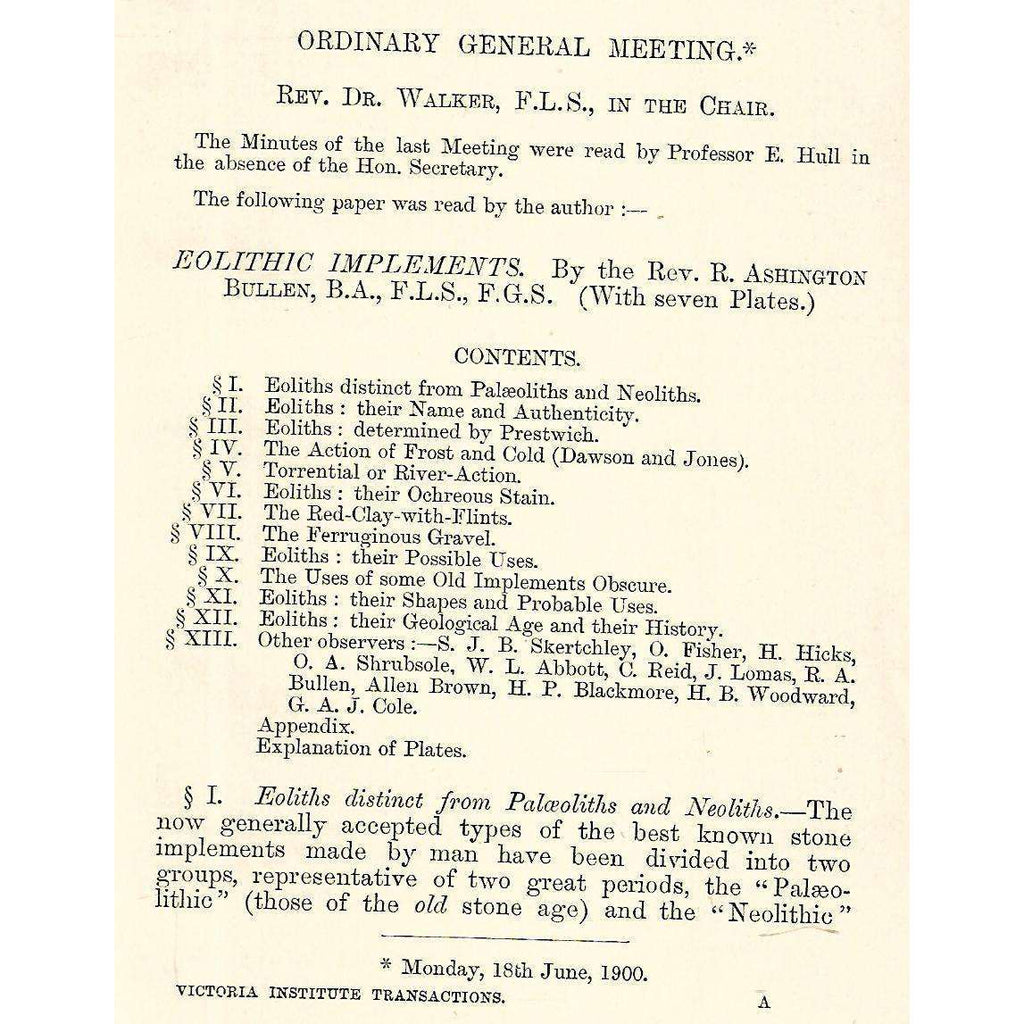 ORDINARY GENERAL MEETING.*
REV. DR. WALKER, F.L.S., IN THE CHAIR.
The Minutes of the last Meeting were read by Professor E. Hull in
the absence of the Hon. Secretary.
The following paper was read by the author :—
EOLITHIC IMPLEMENTS. By the Rev. R. ASHINGTON
BULLEN, B.A., F.L.S., F.G.S. (With seven Plates.)
CONTENTS.
§ I. Eoliths distinct from Palæoliths and Neoliths.
§ II. Eoliths : their Name and Authenticity.
§ III. Eoliths : determined by Prestwich.
§ IV. The Action of Frost and Cold (Dawson and Jones).
§ V. Torrential or River-Action.
§ VI. Eoliths : their Ochreous Stain.
§ VII. The Red-Clay-with-Flints.
§ VIII. The Ferruginous Gravel.
§ IX. Eoliths : their Possible Uses.
§ X. The Uses of some Old Implements Obscure.
§ XI. Eoliths : their Shapes and Probable Uses.
§ XII. Eoliths : their Geological Age and their History.
§ XIII. Other observers :—S. J. B. Skertchley, O. Fisher, H. Hicks,
O. A. Shrubsole, W. L. Abbott, C. Reid, J. Lomas, R. A.
Bullen, Allen Brown, H. P. Blackmore, H. B. Woodward,
G. A. J. Cole.
Appendix.
Explanation of Plates.
§ I. Eoliths distinct from Palæoliths and Neoliths.—The
now generally accepted types of the best known stone
implements made by man have been divided into two
groups, representative of two great periods, the “Palæo-
lithic” (those of the old stone age) and the “Neolithic”
* Monday, 18th June, 1900.
VICTORIA INSTITUTE TRANSACTIONS. A